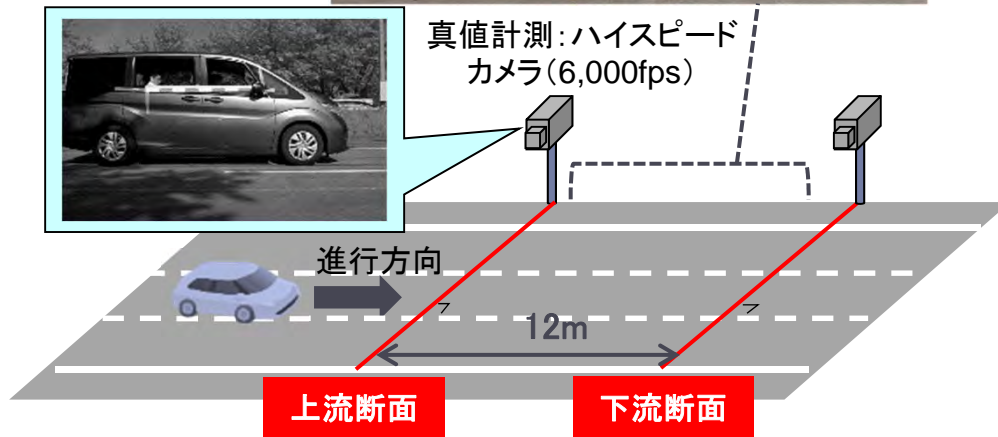 真値計測：ハイスピード
カメラ（6,000fps）
進行方向
12m
上流断面
下流断面